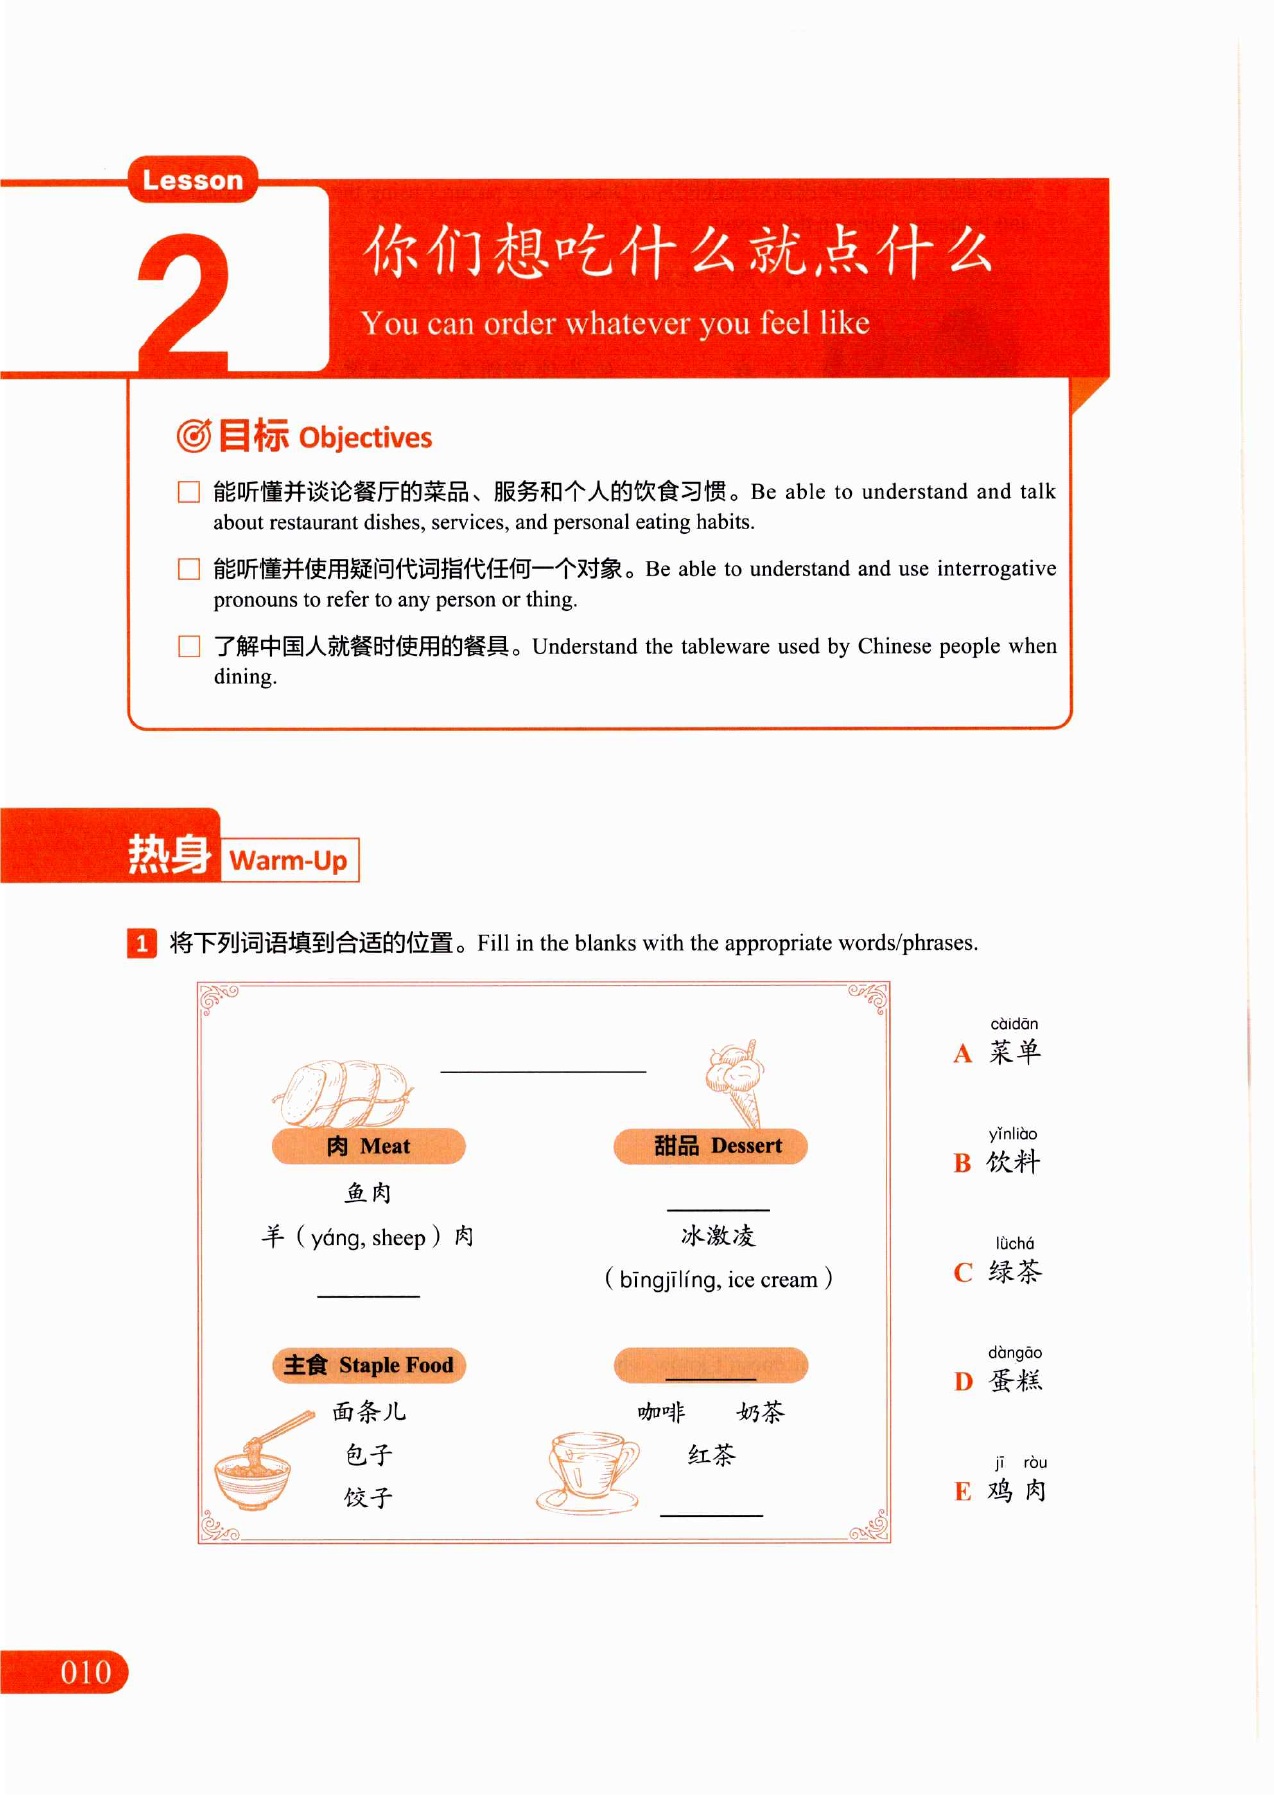 Lesson
2
你们想吃什么就点什么
You can order whatever you feel like
目标 Objectives
能听懂并谈论餐厅的菜品、服务和个人的饮食习惯。Be able to understand and talk
about restaurant dishes, services, and personal eating habits.
能听懂并使用疑问代词指代任何一个对象。Be able to understand and use interrogative
pronouns to refer to any person or thing.
了解中国人就餐时使用的餐具。Understand the tableware used by Chinese people when
dining.
热身 Warm-Up
1 将下列词语填到合适的位置。Fill in the blanks with the appropriate words/phrases.
肉 Meat
鱼肉
羊（yáng, sheep）肉
甜品 Dessert
冰激凌
（bīngjīlíng, ice cream）
主食 Staple Food
面条儿
包子
饺子
咖啡 奶茶
红茶
càidān
A 菜单
yǐnliào
B 饮料
lǜchá
C 绿茶
dàngāo
D 蛋糕
jī ròu
E 鸡肉
010